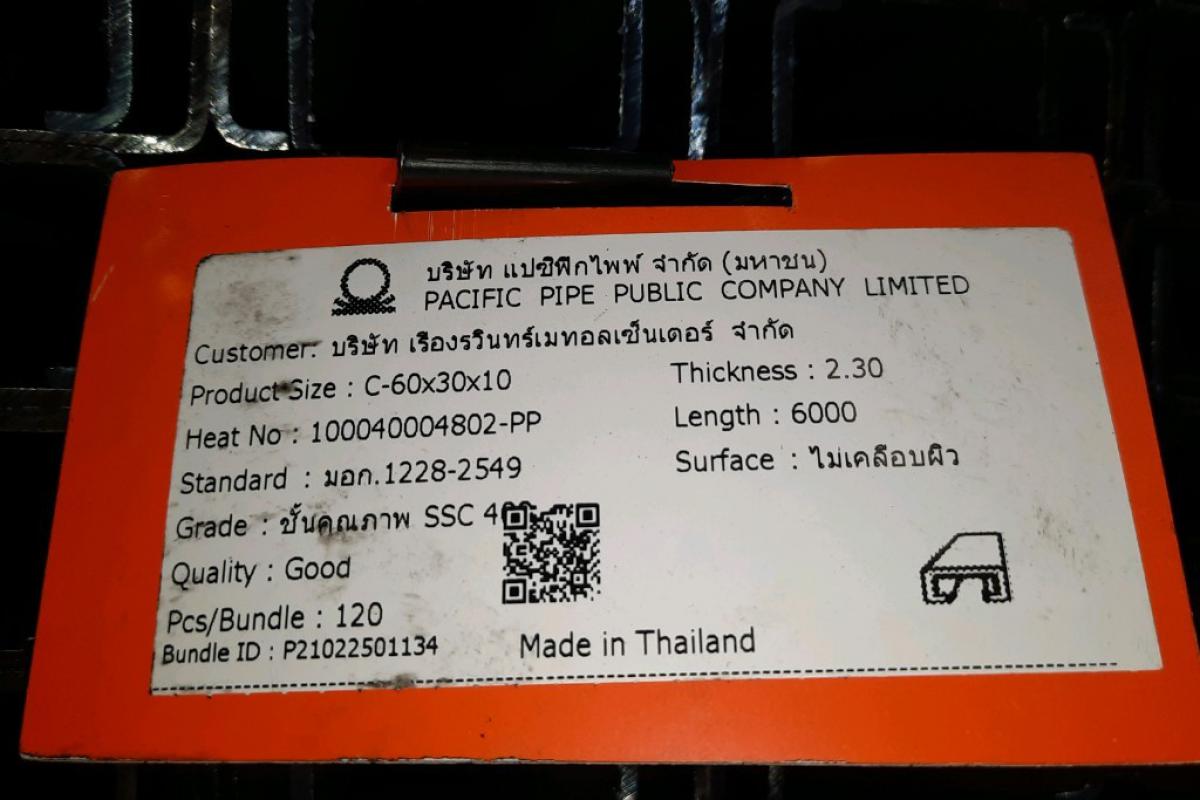 บริษัท แปซิฟิกไพพ์ จำกัด (มหาชน)
PACIFIC PIPE PUBLIC COMPANY LIMITED
Customer: บริษัท เรืองรวินทร์เมทอลเซ็นเตอร์ จำกัด
Product Size : C-60x30x10 Thickness : 2.30
Heat No : 100040004802-PP Length : 6000
Standard : มอก.1228-2549 Surface : ไม่เคลือบผิว
Grade : ชั้นคุณภาพ SSC
Quality : Good
Pcs/Bundle : 120
Bundle ID : P21022501134 Made in Thailand